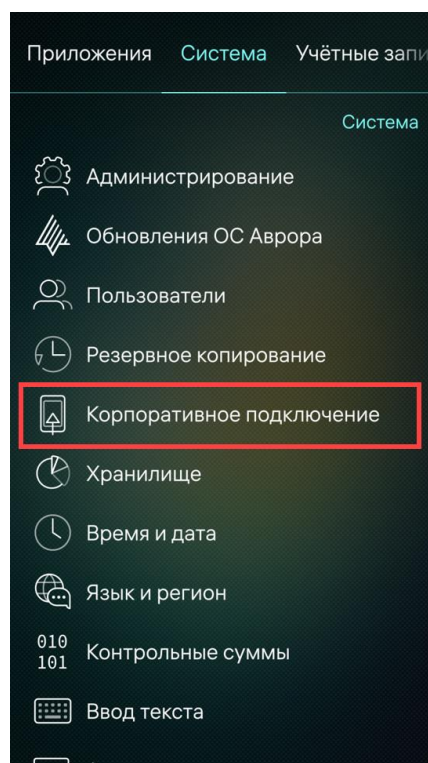 Приложения Система Учётные запи
Система
Администрирование
Обновления ОС Аврора
Пользователи
Резервное копирование
Корпоративное подключение
Хранилище
Время и дата
Язык и регион
010
101
Контрольные суммы
Ввод текста